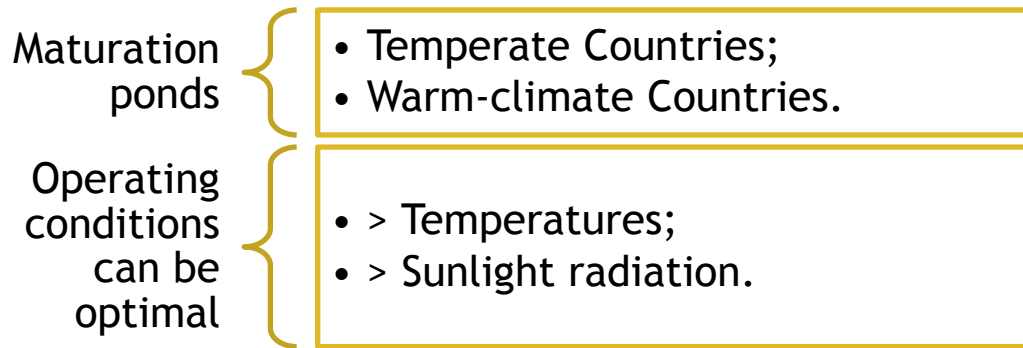 Maturation
ponds
• Temperate Countries;
• Warm-climate Countries.
Operating
conditions
can be
optimal
• > Temperatures;
• > Sunlight radiation.